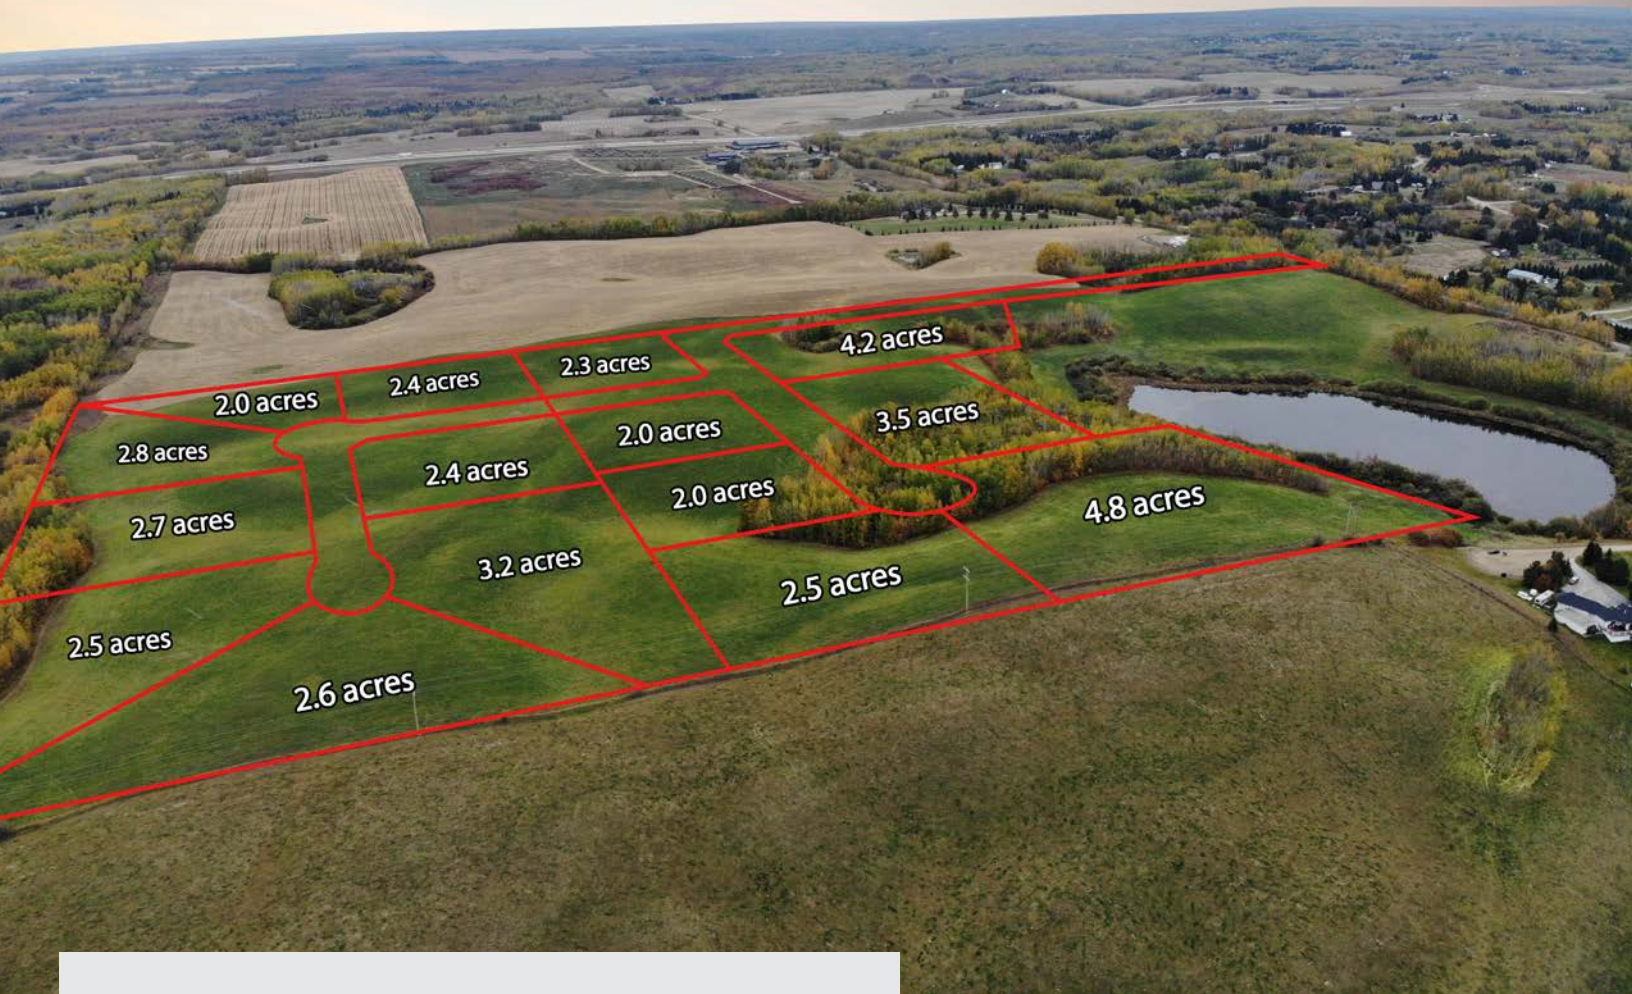 4.2 acres
2.3 acres
2.4 acres
2.0 acres
3.5 acres
2.0 acres
2.8 acres
2.4 acres
2.0 acres
4.8 acres
2.7 acres
3.2 acres
2.5 acres
2.5 acres
2.6 acres